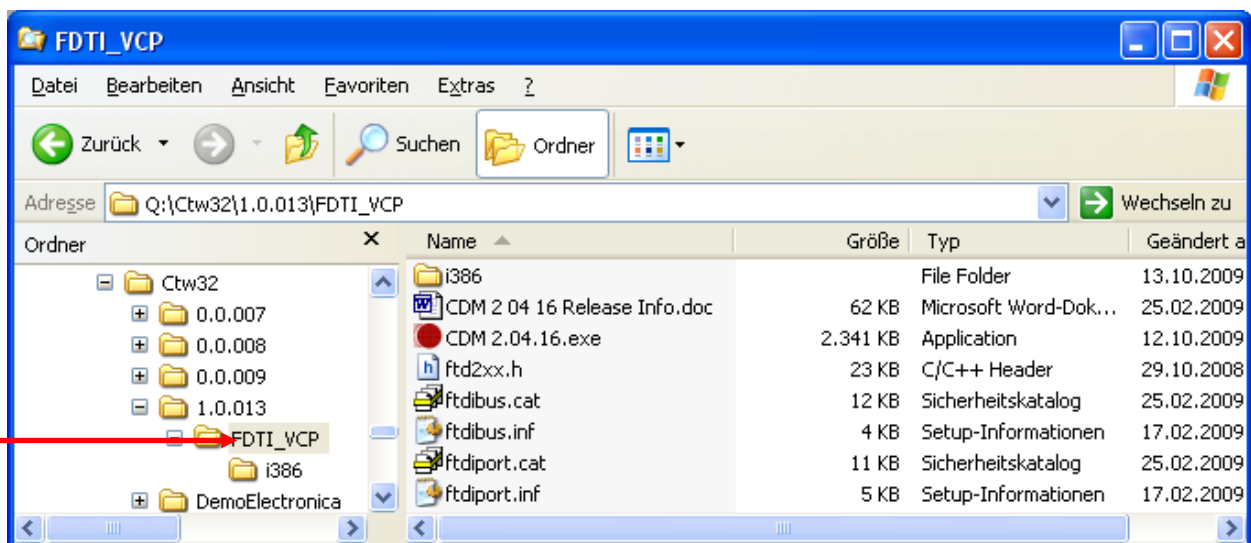 FDTI_VCP
Datei Bearbeiten Ansicht Favoriten Extras ?
Zurück Suchen Ordner
Adresse Q:\Ctw32\1.0.013\FDTI_VCP Wechseln zu
Ordner × Name Größe Typ Geändert a
Ctw32
0.0.007
0.0.008
0.0.009
1.0.013
FDTI_VCP
i386
DemoElectronica
i386 File Folder 13.10.2009
CDM 2 04 16 Release Info.doc 62 KB Microsoft Word-Dok... 25.02.2009
CDM 2.04.16.exe 2.341 KB Application 12.10.2009
ftd2xx.h 23 KB C/C++ Header 29.10.2008
ftdibus.cat 12 KB Sicherheitskatalog 25.02.2009
ftdibus.inf 4 KB Setup-Informationen 17.02.2009
ftdiport.cat 11 KB Sicherheitskatalog 25.02.2009
ftdiport.inf 5 KB Setup-Informationen 17.02.2009